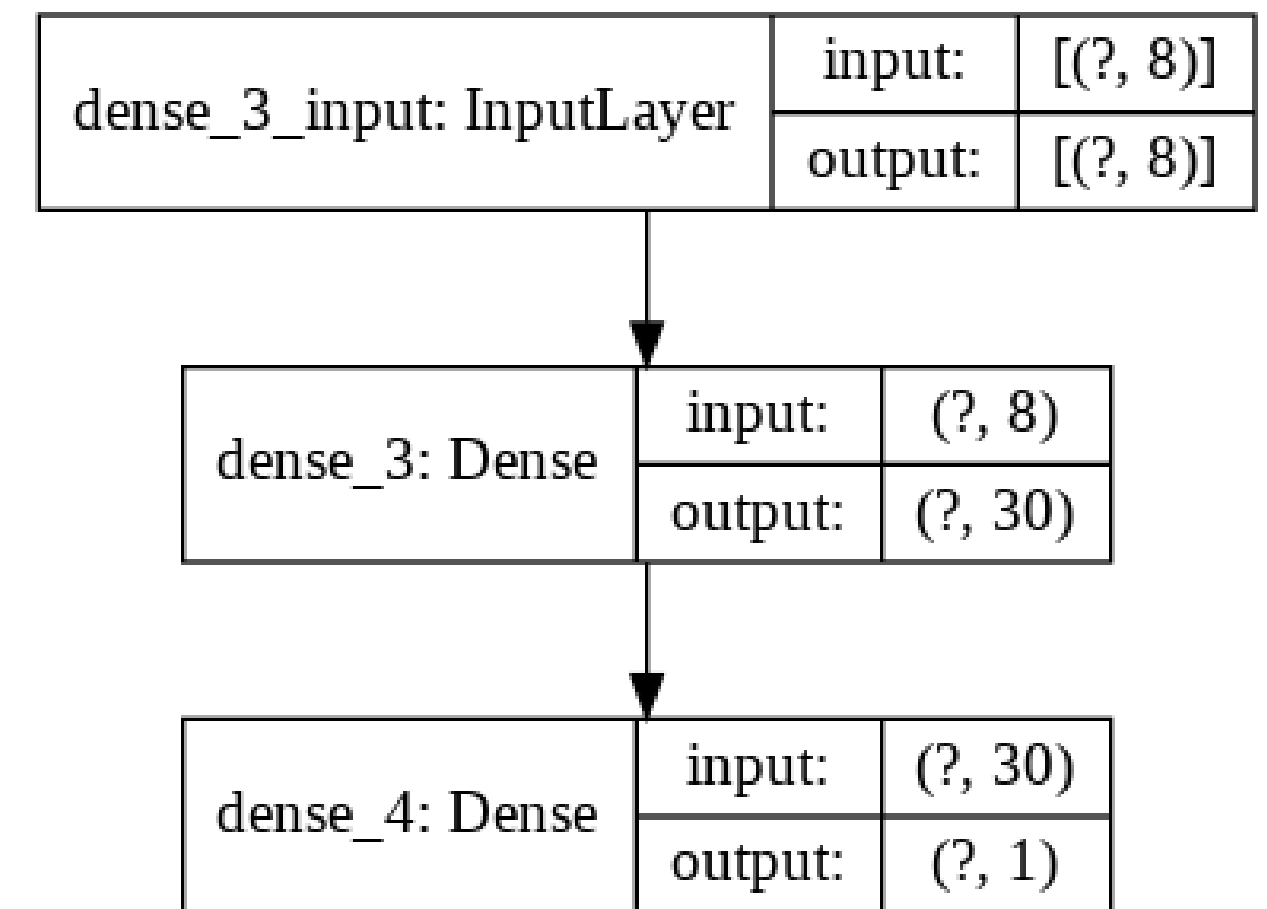 dense_3_input: InputLayer
input: [(?, 8)]
output: [(?, 8)]
dense_3: Dense
input: (?, 8)
output: (?, 30)
dense_4: Dense
input: (?, 30)
output: (?, 1)